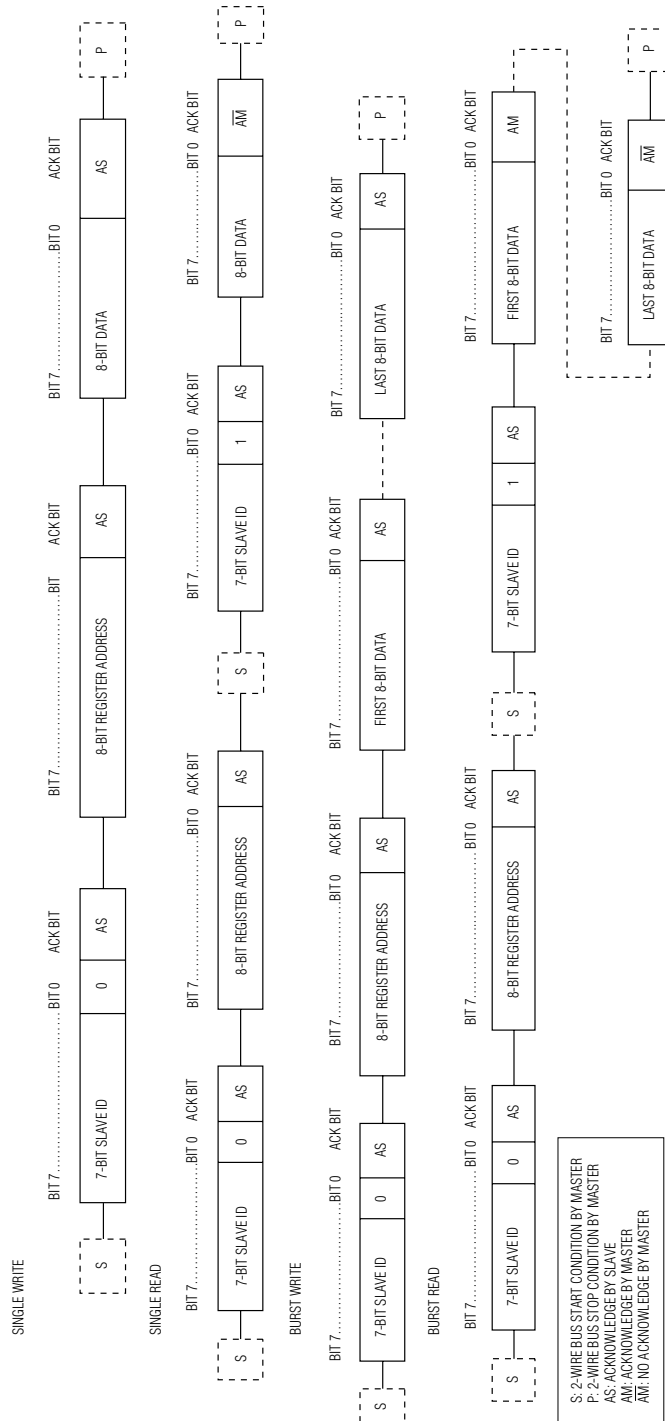 SINGLE WRITE
BIT 7..............................BIT 0 ACK BIT BIT 7..............................BIT ACK BIT BIT 7..............................BIT 0 ACK BIT
S 7-BIT SLAVE ID 0 AS 8-BIT REGISTER ADDRESS AS 8-BIT DATA AS P
SINGLE READ
BIT 7..............................BIT 0 ACK BIT BIT 7..............................BIT 0 ACK BIT BIT 7..............................BIT 0 ACK BIT BIT 7..............................BIT 0 ACK BIT
S 7-BIT SLAVE ID 0 AS 8-BIT REGISTER ADDRESS AS S 7-BIT SLAVE ID 1 AS 8-BIT DATA A̅M̅ P
BURST WRITE
BIT 7..............................BIT 0 ACK BIT BIT 7..............................BIT 0 ACK BIT BIT 7..............................BIT 0 ACK BIT BIT 7..............................BIT 0 ACK BIT
S 7-BIT SLAVE ID 0 AS 8-BIT REGISTER ADDRESS AS FIRST 8-BIT DATA AS LAST 8-BIT DATA AS P
BURST READ
BIT 7..............................BIT 0 ACK BIT BIT 7..............................BIT 0 ACK BIT BIT 7..............................BIT 0 ACK BIT BIT 7..............................BIT 0 ACK BIT
S 7-BIT SLAVE ID 0 AS 8-BIT REGISTER ADDRESS AS S 7-BIT SLAVE ID 1 AS FIRST 8-BIT DATA AM
BIT 7..............................BIT 0 ACK BIT
LAST 8-BIT DATA A̅M̅ P
S: 2-WIRE BUS START CONDITION BY MASTER
P: 2-WIRE BUS STOP CONDITION BY MASTER
AS: ACKNOWLEDGE BY SLAVE
AM: ACKNOWLEDGE BY MASTER
A̅M̅: NO ACKNOWLEDGE BY MASTER